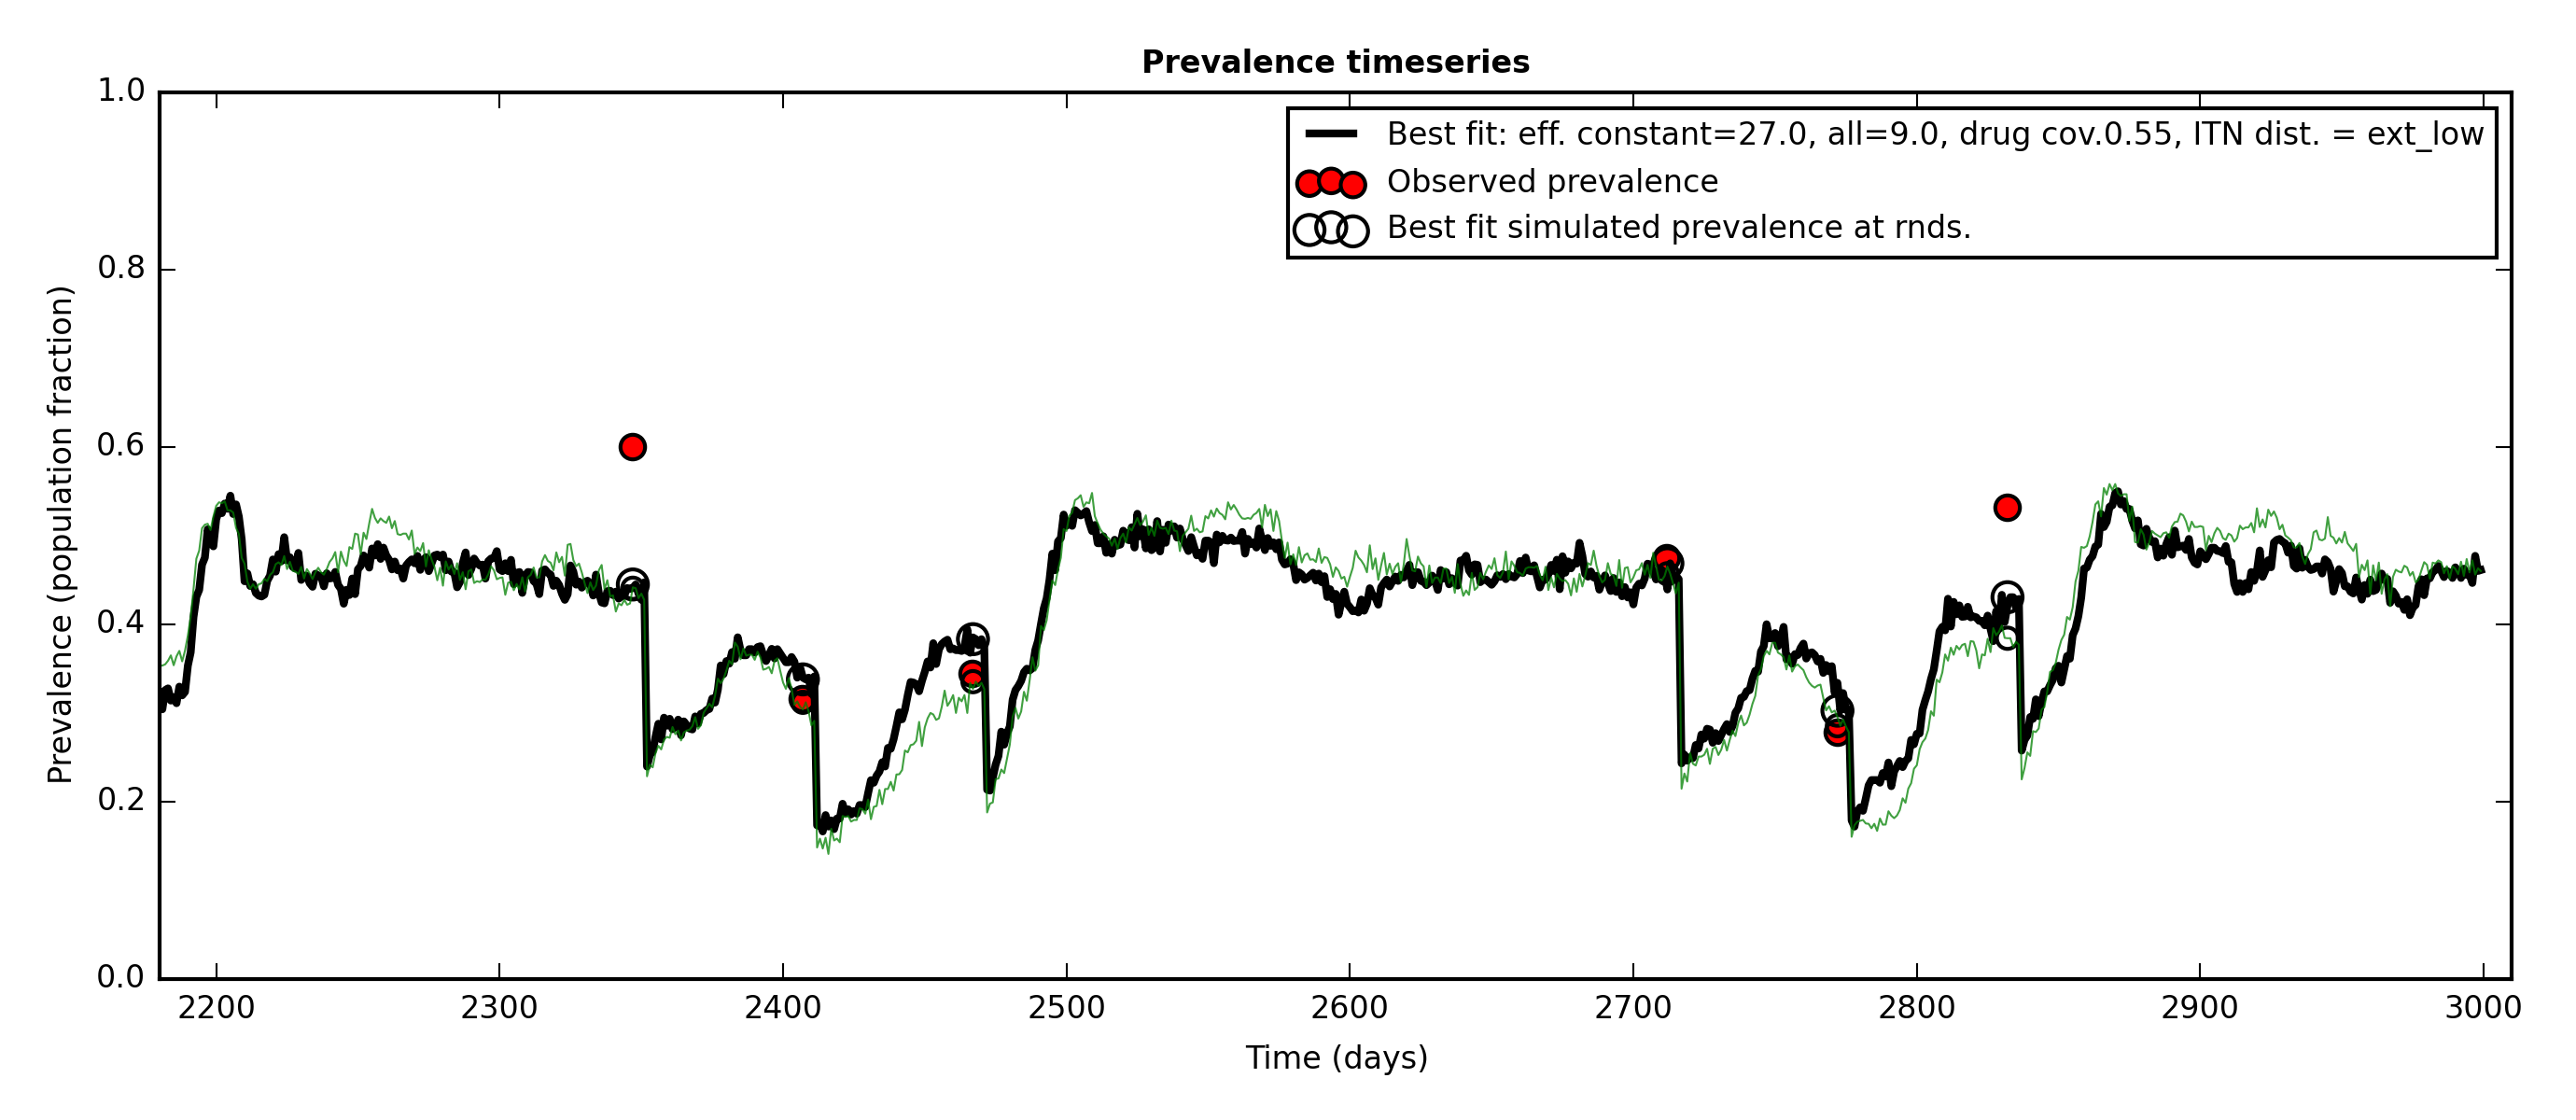 Prevalence timeseries
1.0
0.8
0.6
0.4
0.2
0.0
Prevalence (population fraction)
Best fit: eff. constant=27.0, all=9.0, drug cov.0.55, ITN dist. = ext_low
Observed prevalence
Best fit simulated prevalence at rnds.
2200 2300 2400 2500 2600 2700 2800 2900 3000
Time (days)